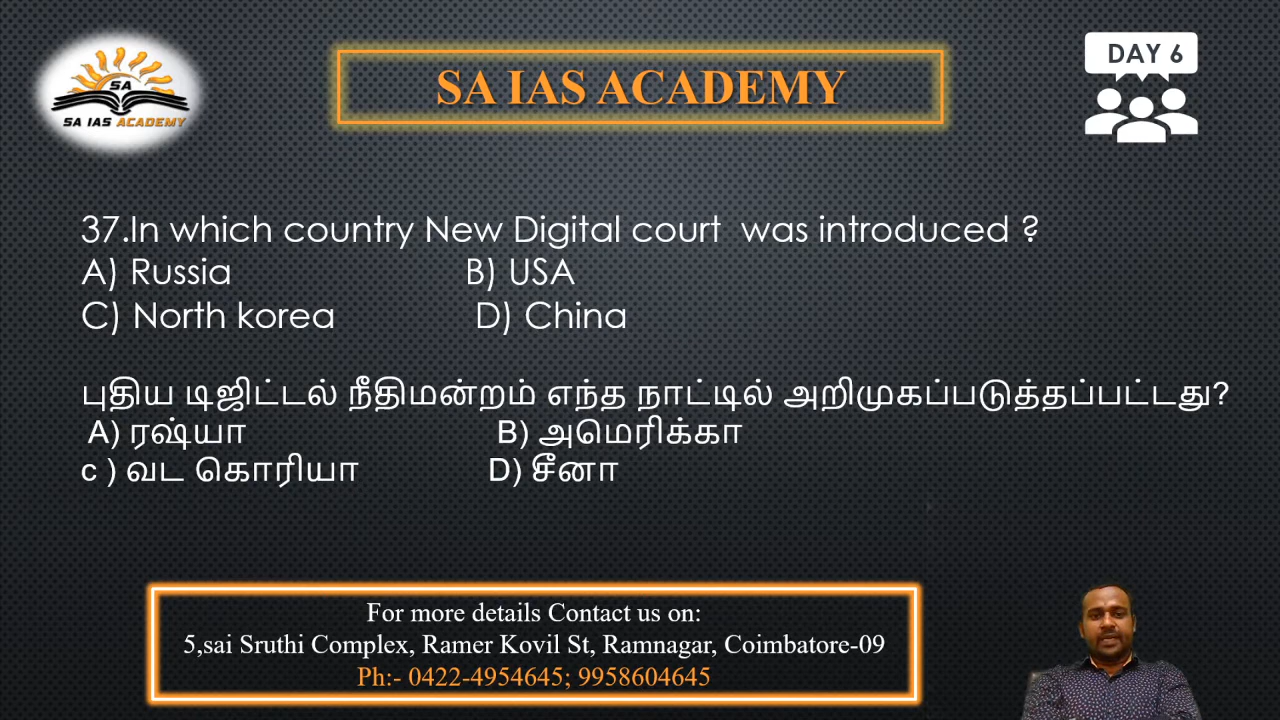 SA
SA IAS ACADEMY
SA IAS ACADEMY
DAY 6
37.In which country New Digital court was introduced ?
A) Russia B) USA
C) North korea D) China
புதிய டிஜிட்டல் நீதிமன்றம் எந்த நாட்டில் அறிமுகப்படுத்தப்பட்டது?
A) ரஷ்யா B) அமெரிக்கா
c ) வட கொரியா D) சீனா
For more details Contact us on:
5,sai Sruthi Complex, Ramer Kovil St, Ramnagar, Coimbatore-09
Ph:- 0422-4954645; 9958604645